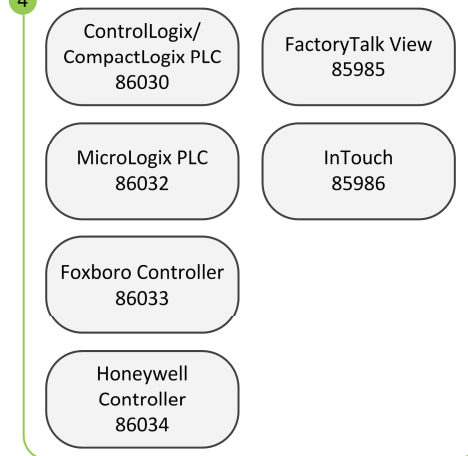 4
ControlLogix/
CompactLogix PLC
86030
FactoryTalk View
85985
MicroLogix PLC
86032
InTouch
85986
Foxboro Controller
86033
Honeywell
Controller
86034